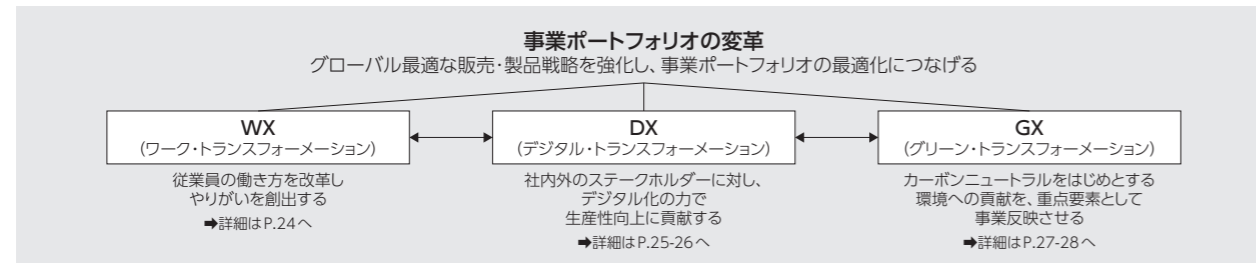 事業ポートフォリオの変革
グローバル最適な販売・製品戦略を強化し、事業ポートフォリオの最適化につなげる
WX
(ワーク・トランスフォーメーション)
従業員の働き方を改革し
やりがいを創出する
➡詳細はP.24へ
DX
(デジタル・トランスフォーメーション)
社内外のステークホルダーに対し、
デジタル化の力で
生産性向上に貢献する
➡詳細はP.25-26へ
GX
(グリーン・トランスフォーメーション)
カーボンニュートラルをはじめとする
環境への貢献を、重点要素として
事業反映させる
➡詳細はP.27-28へ